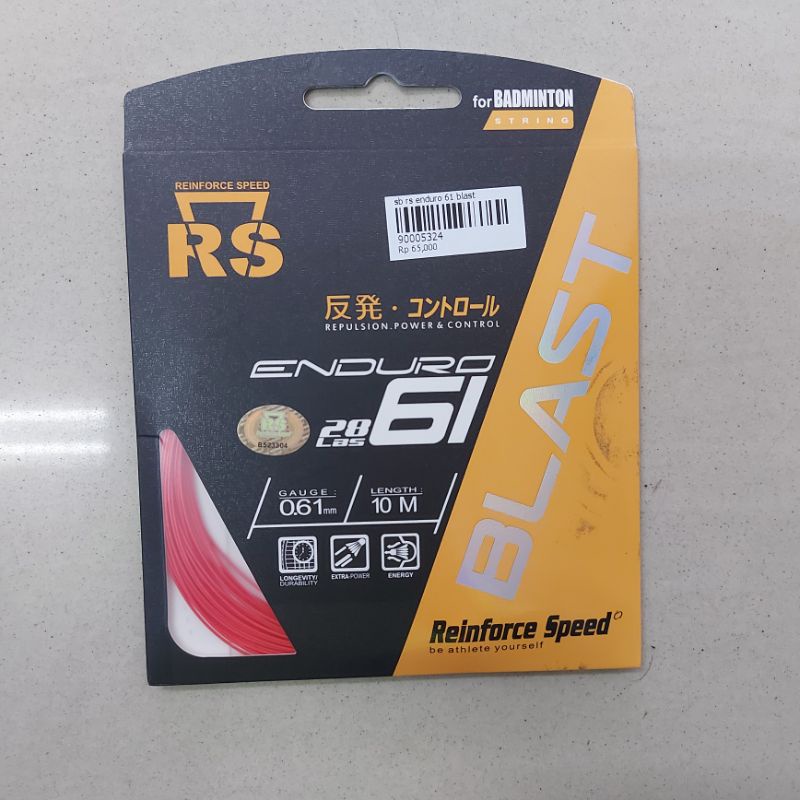 for BADMINTON
STRING
REINFORCE SPEED
RS
sb rs enduro 61 blast
90005324
Rp 65,000
反発・コントロール
REPULSION.POWER & CONTROL
ENDURO
61
28
LBS
RS
BS23304
GAUGE :
0.61mm
LENGTH :
10 M
LONGEVITY/
DURABILITY
EXTRA-POWER
ENERGY
BLAST
Reinforce Speed
be athlete yourself